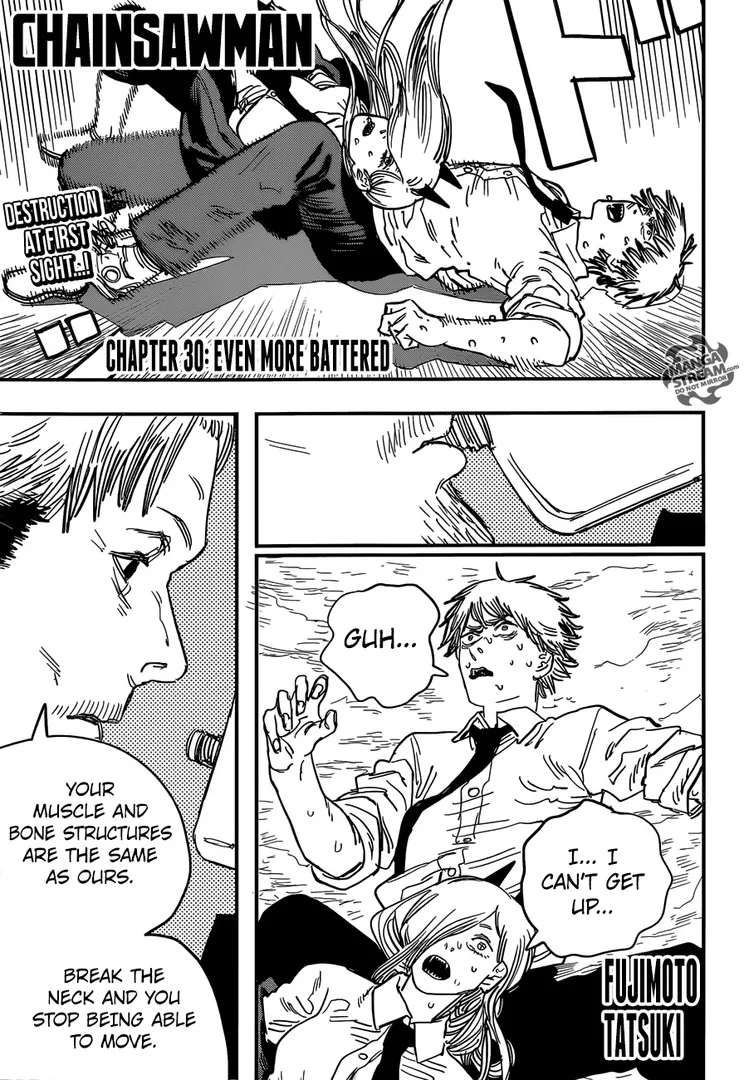 CHAINSAWMAN
ド
DESTRUCTION
AT FIRST
SIGHT...!
CHAPTER 30: EVEN MORE BATTERED
MANGA
STREAM.com
DO NOT MIRROR
GUH...
I... I
CAN'T GET
UP...
YOUR
MUSCLE AND
BONE STRUCTURES
ARE THE SAME
AS OURS.
BREAK THE
NECK AND YOU
STOP BEING ABLE
TO MOVE.
FUJIMOTO
TATSUKI